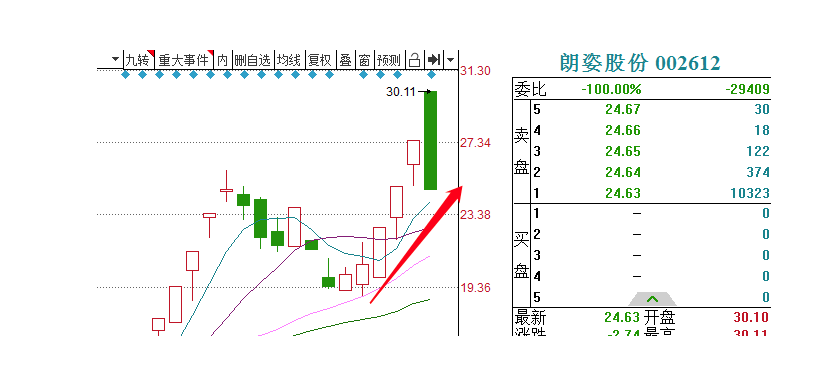 九转 重大事件 内 删自选 均线 复权 叠 窗 预测
31.30
30.11
27.34
23.38
19.36
朗姿股份 002612
委比 -100.00% -29409
卖盘
5 24.67 30
4 24.66 18
3 24.65 122
2 24.64 374
1 24.63 10323
买盘
1 – 0
2 – 0
3 – 0
4 – 0
5 0
最新 24.63 开盘 30.10
涨跌 -2.74 最高 30.11